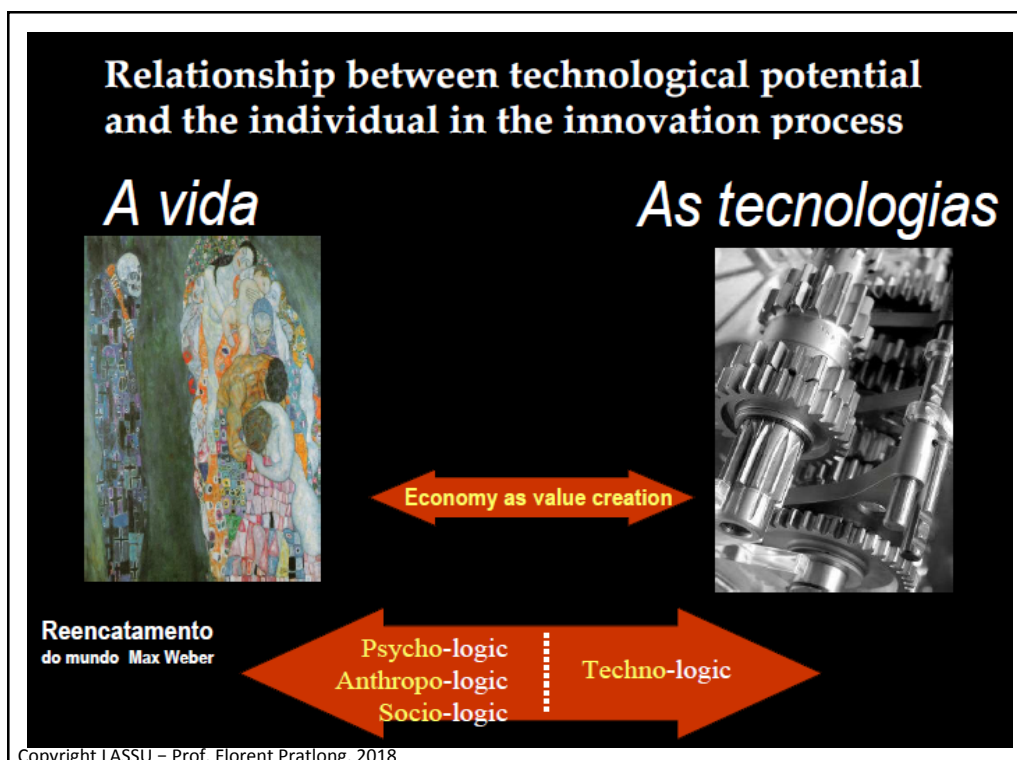 Relationship between technological potential
and the individual in the innovation process
A vida
As tecnologias
Economy as value creation
Reencatamento
do mundo Max Weber
Psycho-logic
Anthropo-logic
Socio-logic
Techno-logic
Copyright LASSU – Prof. Florent Pratlong, 2018